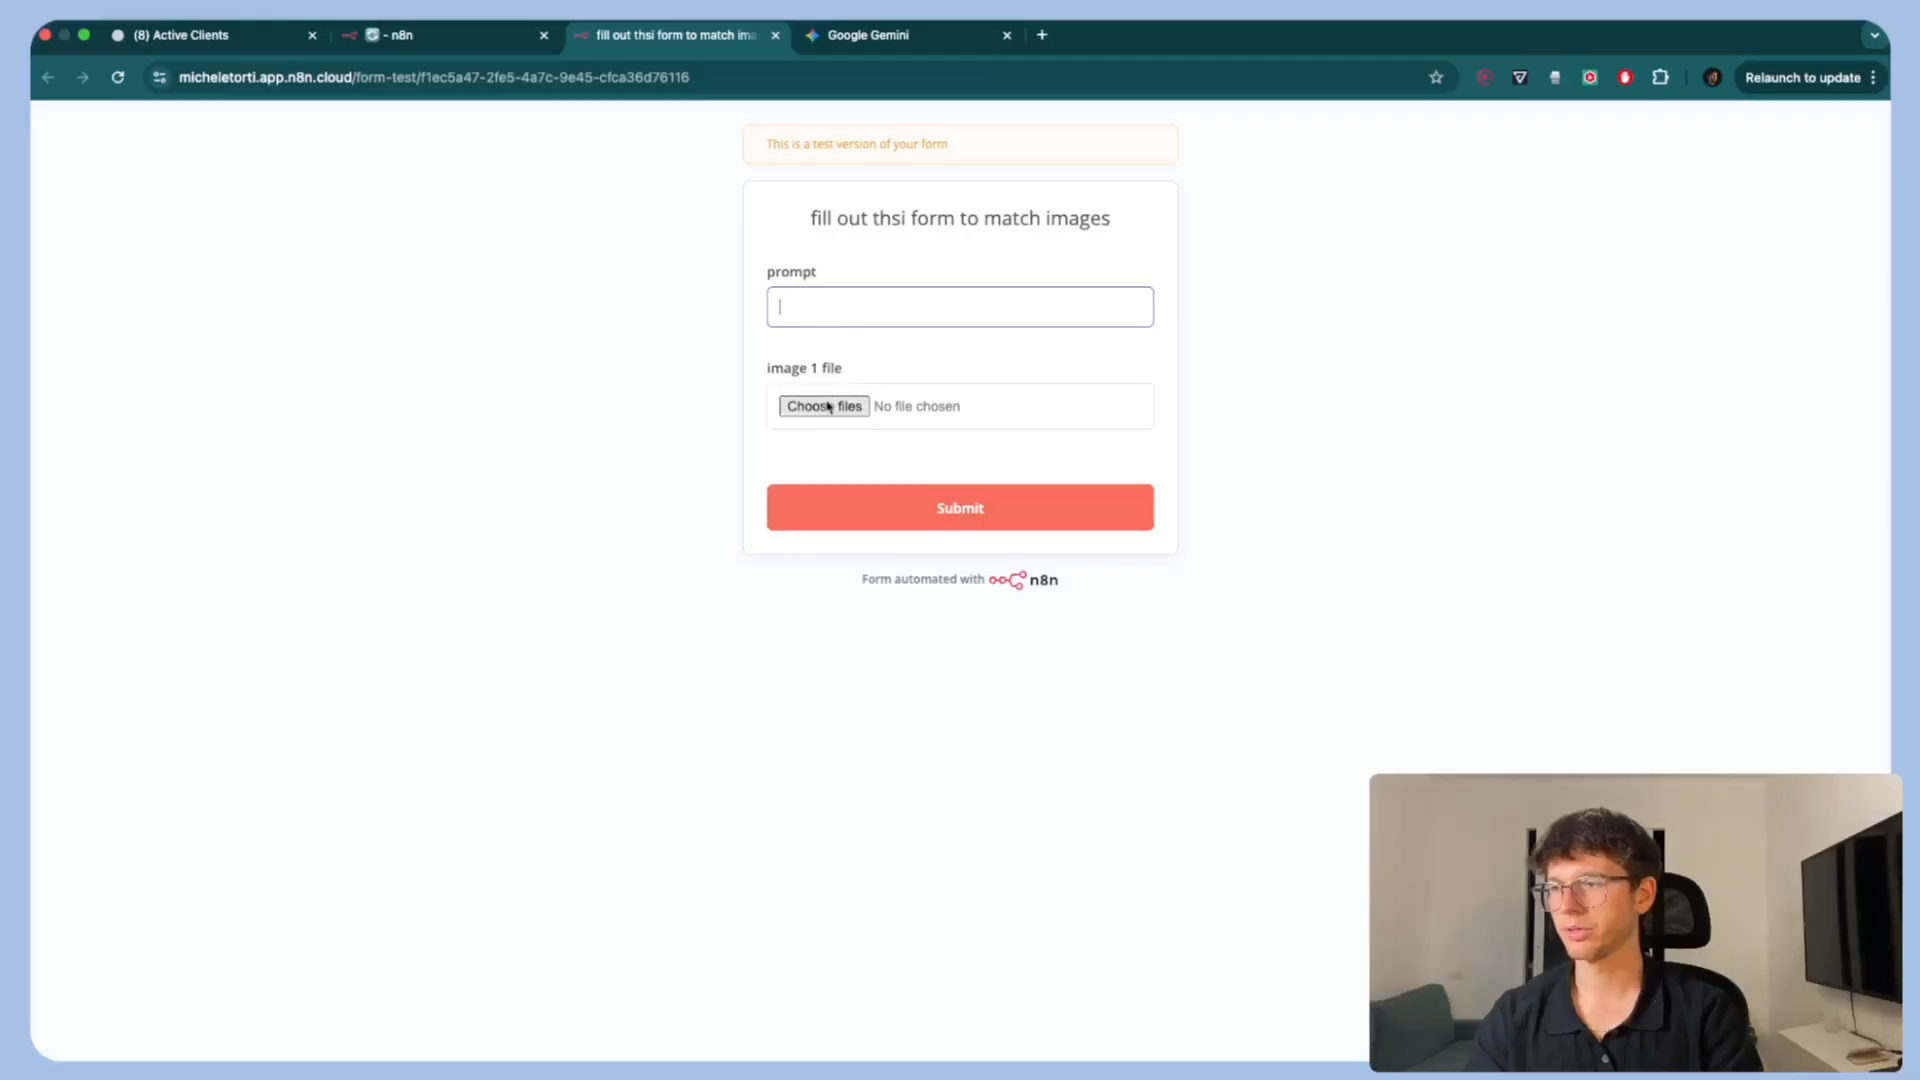 (8) Active Clients
- n8n
fill out thsi form to match ima
Google Gemini
micheletorti.app.n8n.cloud/form-test/f1ec5a47-2fe5-4a7c-9e45-cfca36d76116
Relaunch to update
This is a test version of your form
fill out thsi form to match images
prompt
image 1 file
Choose files No file chosen
Submit
Form automated with n8n